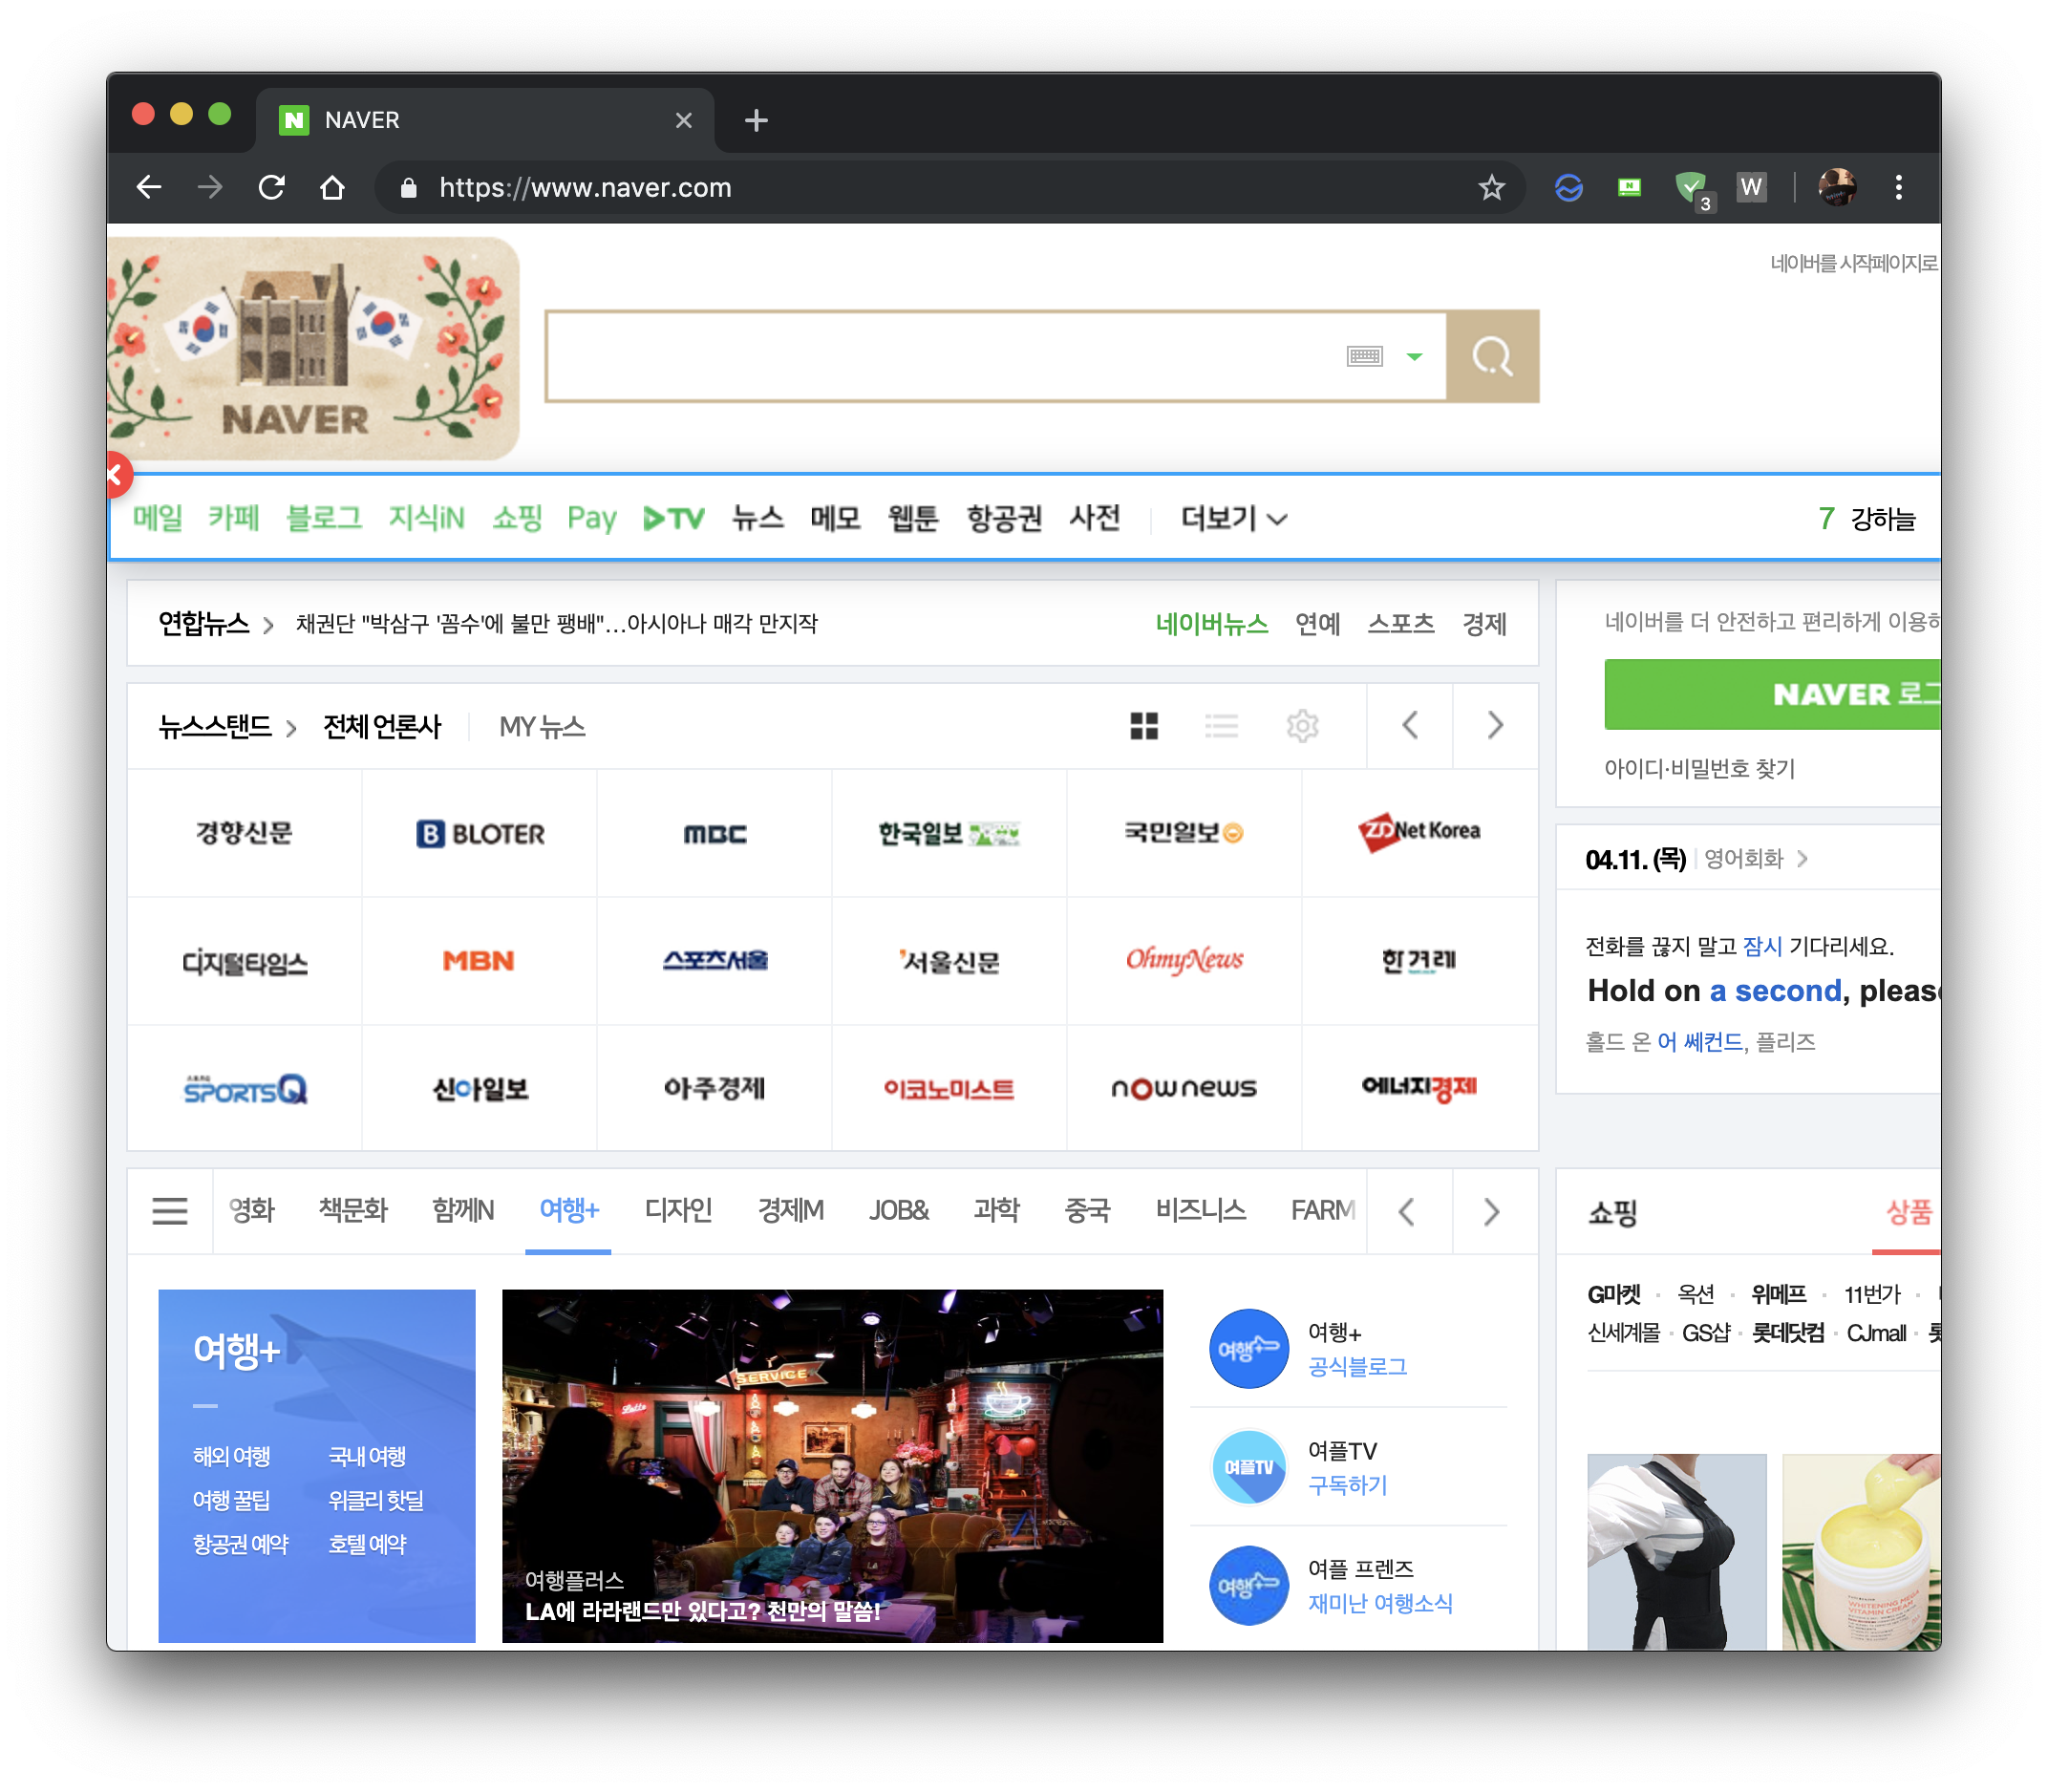 NAVER
https://www.naver.com
3
W
네이버를 시작페이지로
NAVER
메일 카페 블로그 지식iN 쇼핑 Pay TV 뉴스 메모 웹툰 항공권 사전 더보기 7 강하늘
연합뉴스 채권단 "박삼구 '꼼수'에 불만 팽배"…아시아나 매각 만지작 네이버뉴스 연예 스포츠 경제
네이버를 더 안전하고 편리하게
NAVER
아이디·비밀번호 찾기
뉴스스탠드 전체 언론사 MY 뉴스
경향신문 BLOTER MBC 한국일보 국민일보 ZDNet Korea
디지털타임스 MBN 스포츠서울 서울신문 OhmyNews 한겨레
SPORTSQ 신아일보 아주경제 이코노미스트 nownews 에너지경제
04.11. (목) 영어회화
전화를 끊지 말고 잠시 기다리세요.
Hold on a second, pleas
홀드 온 어 쎄컨드, 플리즈
영화 책문화 함께N 여행+ 디자인 경제M JOB& 과학 중국 비즈니스 FARM
여행+
해외 여행 국내 여행
여행 꿀팁 위클리 핫딜
항공권 예약 호텔 예약
SERVICE
여행플러스
LA에 라라랜드만 있다고? 천만의 말씀!
여행+
여행+
공식블로그
여플TV
여플TV
구독하기
여행+
여플 프렌즈
재미난 여행소식
쇼핑 상품
G마켓 · 옥션 · 위메프 · 11번가 ·
신세계몰 · GS샵 · 롯데닷컴 · CJmall · 롯
WHITENING
VITAMIN CREAM